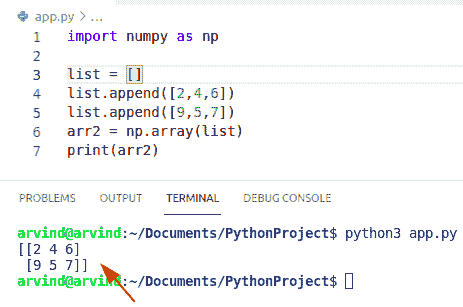 app.py > ...
1 import numpy as np
2
3 list = []
4 list.append([2,4,6])
5 list.append([9,5,7])
6 arr2 = np.array(list)
7 print(arr2)
PROBLEMS OUTPUT TERMINAL DEBUG CONSOLE
arvind@arvind:~/Documents/PythonProject$ python3 app.py
[[2 4 6]
 [9 5 7]]
arvind@arvind:~/Documents/PythonProject$